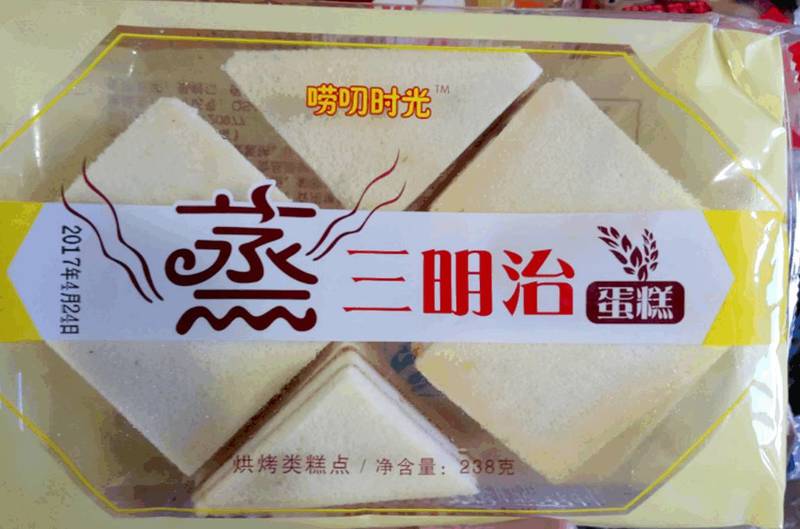 唠叨时光™
蒸三明治
蛋糕
2017年4月24日
烘烤类糕点 / 净含量：238克